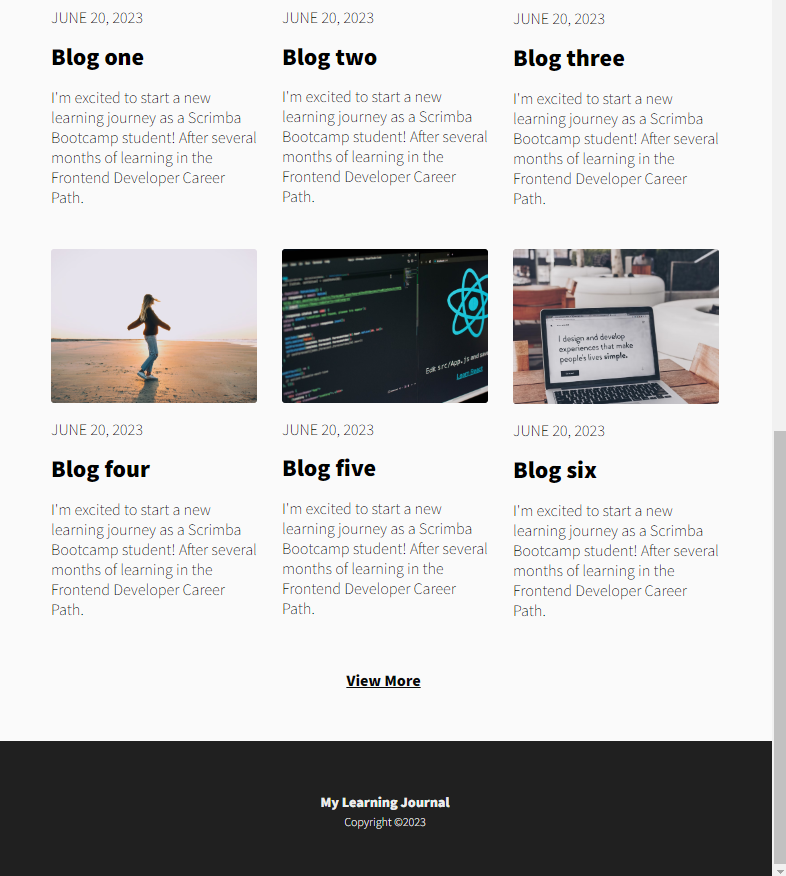 JUNE 20, 2023
Blog one
I'm excited to start a new
learning journey as a Scrimba
Bootcamp student! After several
months of learning in the
Frontend Developer Career
Path.
JUNE 20, 2023
Blog two
I'm excited to start a new
learning journey as a Scrimba
Bootcamp student! After several
months of learning in the
Frontend Developer Career
Path.
JUNE 20, 2023
Blog three
I'm excited to start a new
learning journey as a Scrimba
Bootcamp student! After several
months of learning in the
Frontend Developer Career
Path.
JUNE 20, 2023
Blog four
I'm excited to start a new
learning journey as a Scrimba
Bootcamp student! After several
months of learning in the
Frontend Developer Career
Path.
Edit src/App.js and
Learn React
JUNE 20, 2023
Blog five
I'm excited to start a new
learning journey as a Scrimba
Bootcamp student! After several
months of learning in the
Frontend Developer Career
Path.
I design and develop
experiences that make
people's lives simple.
JUNE 20, 2023
Blog six
I'm excited to start a new
learning journey as a Scrimba
Bootcamp student! After several
months of learning in the
Frontend Developer Career
Path.
View More
My Learning Journal
Copyright ©2023